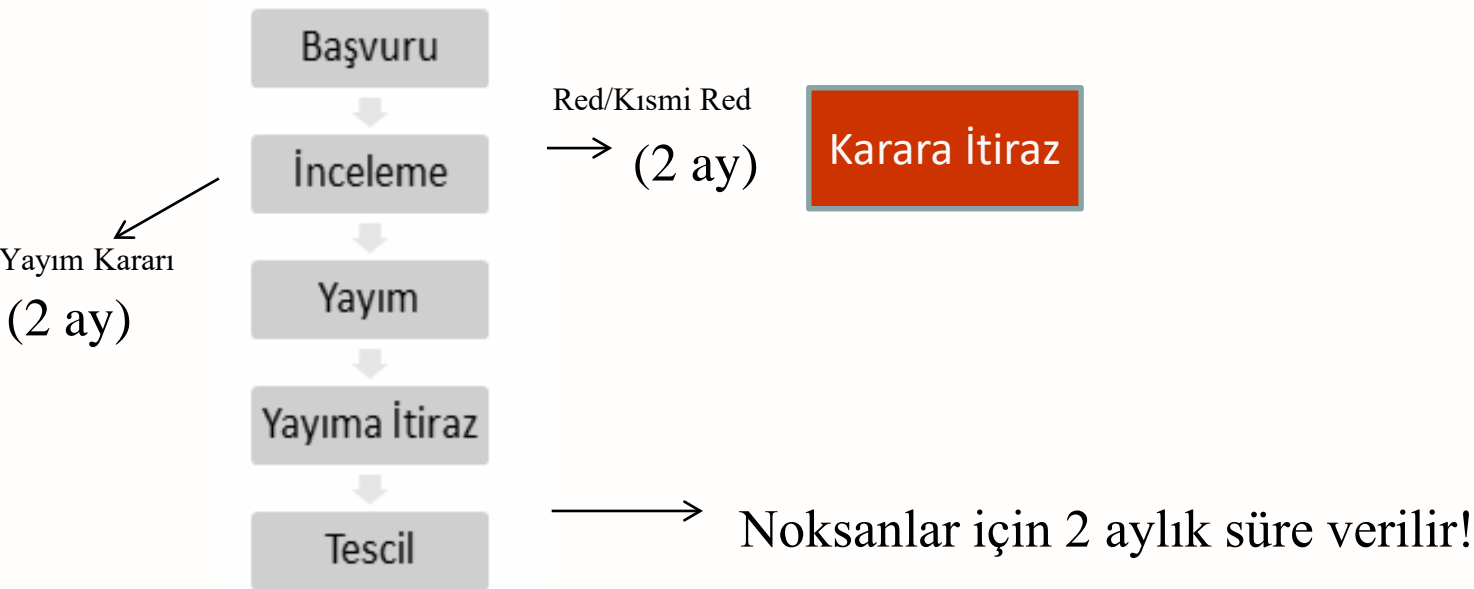 Başvuru
Red/Kısmi Red
(2 ay)
Karara İtiraz
İnceleme
Yayım Kararı
(2 ay)
Yayım
Yayıma İtiraz
Tescil
Noksanlar için 2 aylık süre verilir!